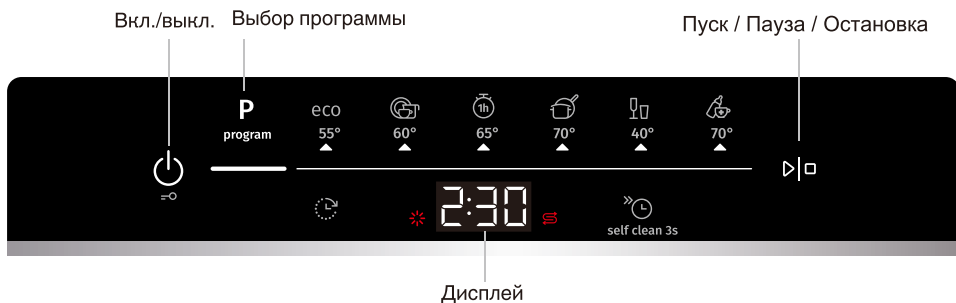 Вкл./выкл. Выбор программы
Пуск / Пауза / Остановка
P
program
eco
1h
55° 60° 65° 70° 40° 70°
2:30
self clean 3s
Дисплей